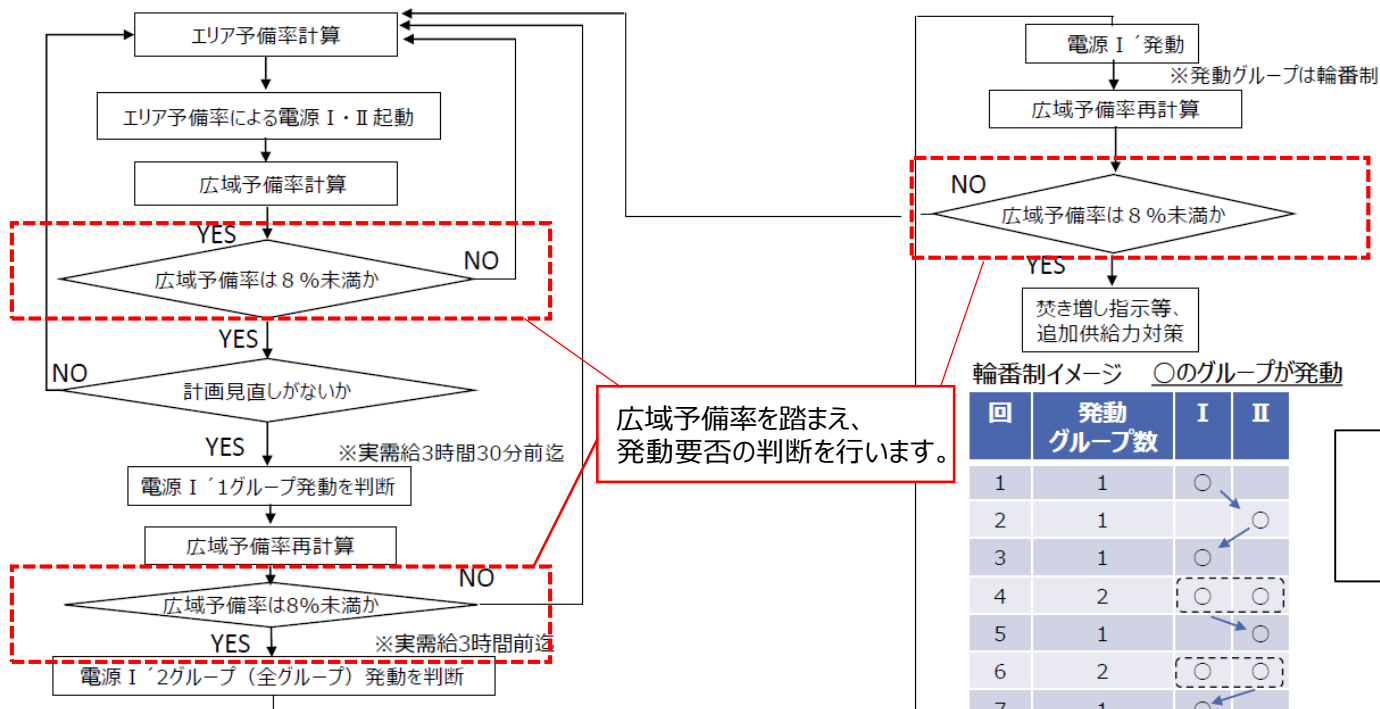 エリア予備率計算
エリア予備率による電源Ⅰ・Ⅱ起動
広域予備率計算
YES
広域予備率は８%未満か
NO
YES
NO
計画見直しがないか
YES
※実需給3時間30分前迄
電源Ⅰ´1グループ発動を判断
広域予備率再計算
NO
広域予備率は8%未満か
YES
※実需給3時間前迄
電源Ⅰ´2グループ（全グループ）発動を判断
広域予備率を踏まえ、
発動要否の判断を行います。
電源Ⅰ´発動
※発動グループは輪番制
広域予備率再計算
NO
広域予備率は８%未満か
YES
焚き増し指示等、
追加供給力対策
輪番制イメージ　○のグループが発動
回 発動グループ数 Ⅰ Ⅱ
1 1 ○
2 1 ○
3 1 ○
4 2 ○ ○
5 1 ○
6 2 ○ ○
7 1 ○